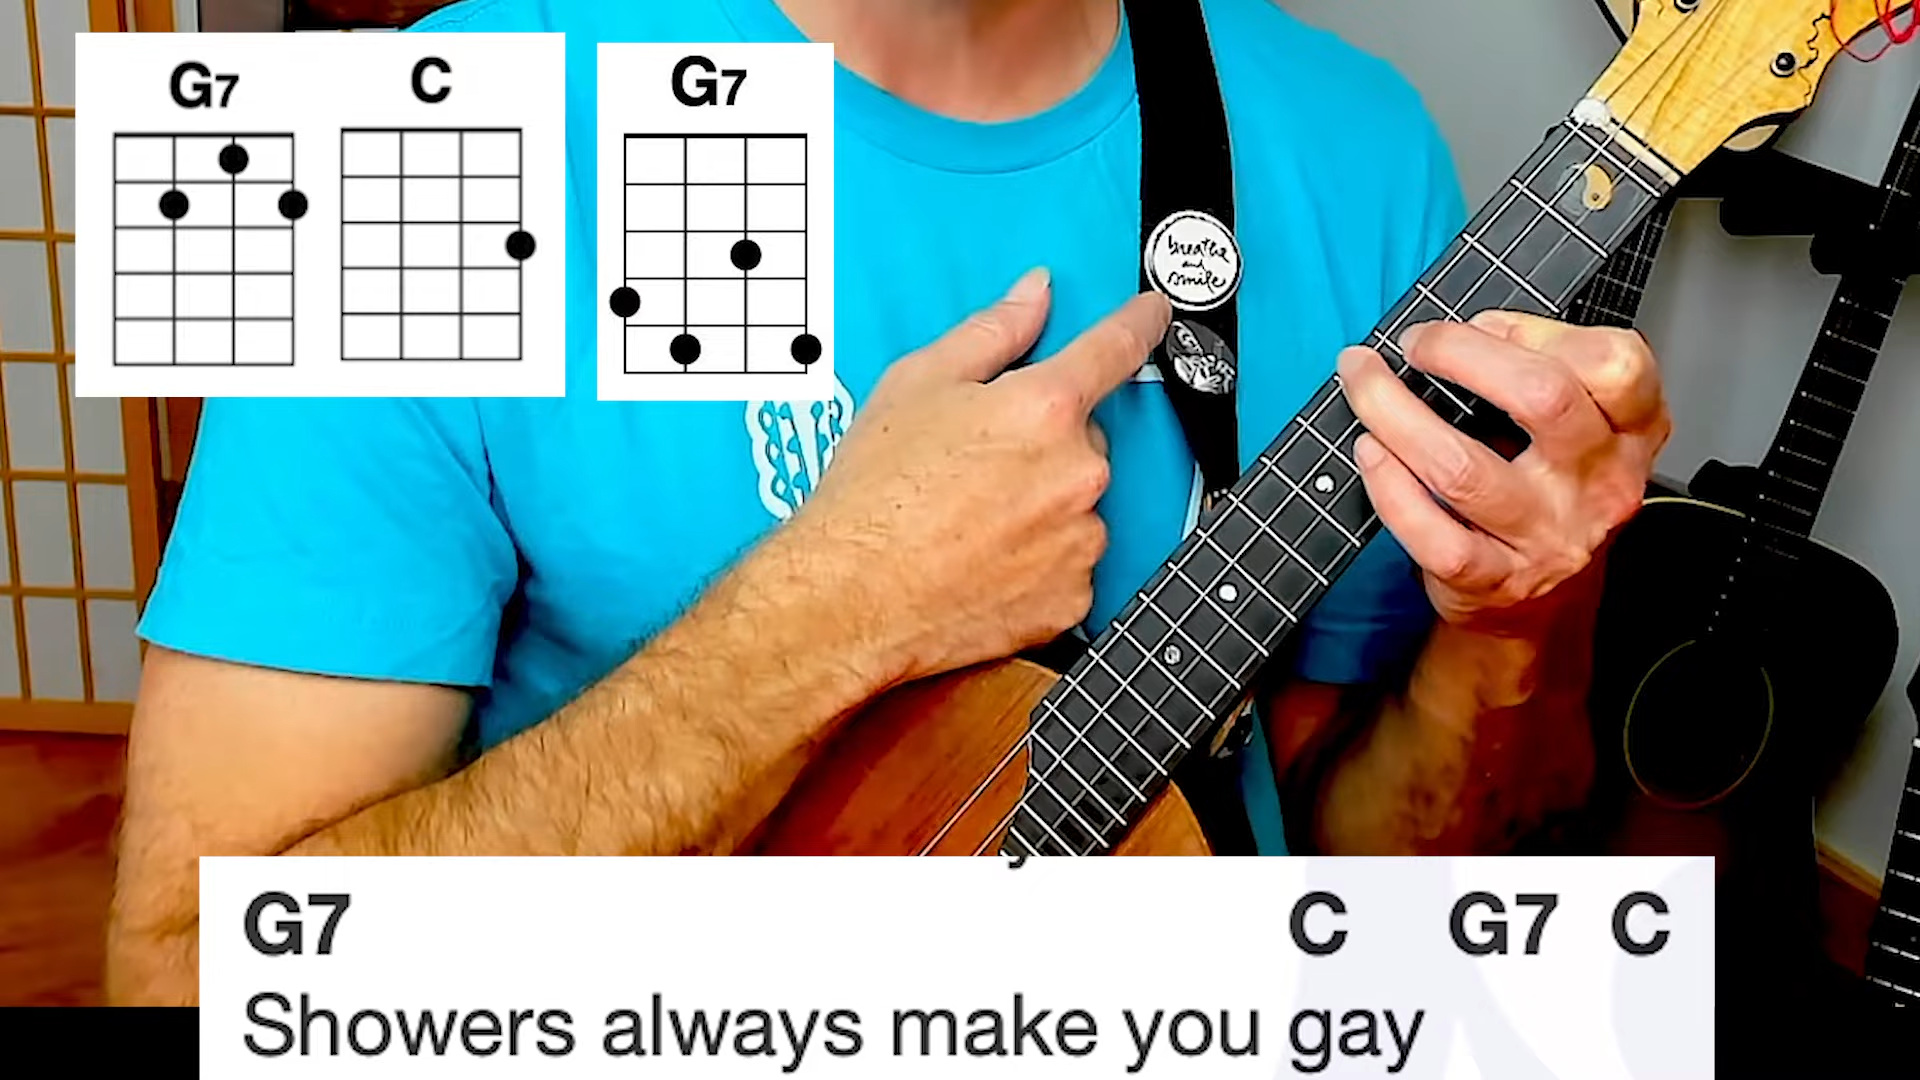 G7 C G7
breathe
and
smile
G7 C G7 C
Showers always make you gay